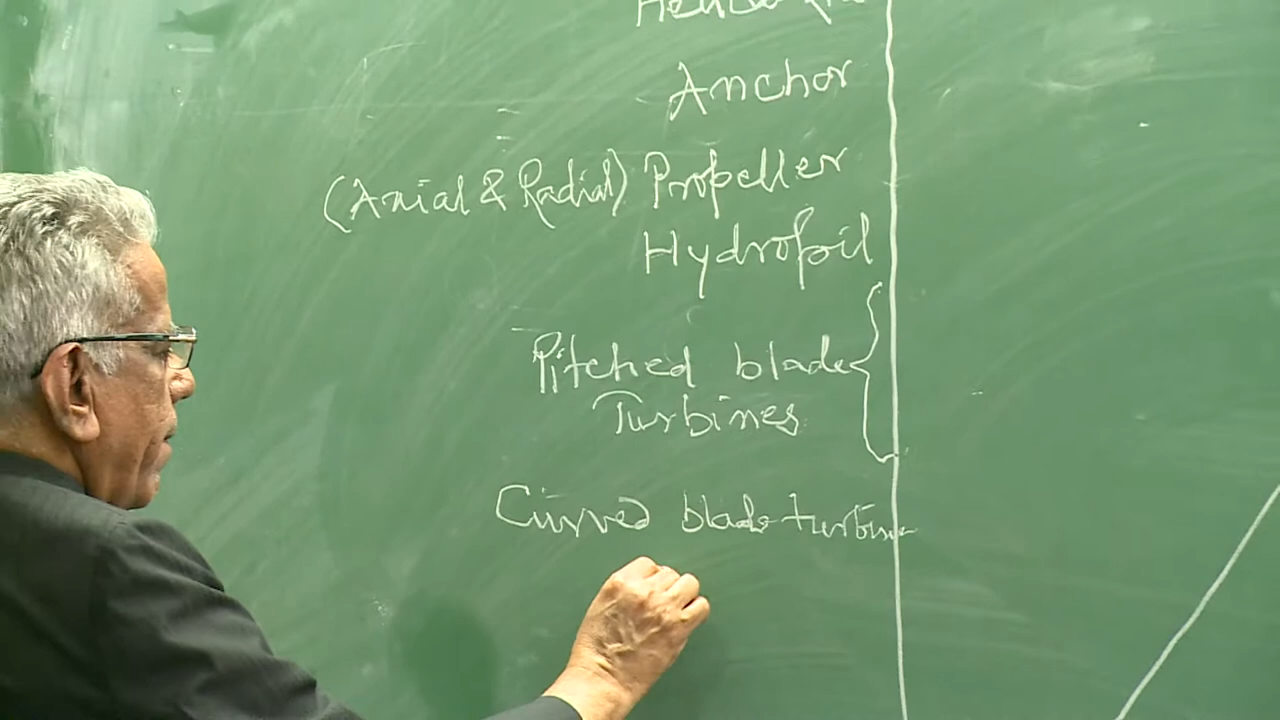 Anchor
(Axial & Radial) Propeller
Hydrofoil
Pitched blade
Turbines
Curved blade turbine